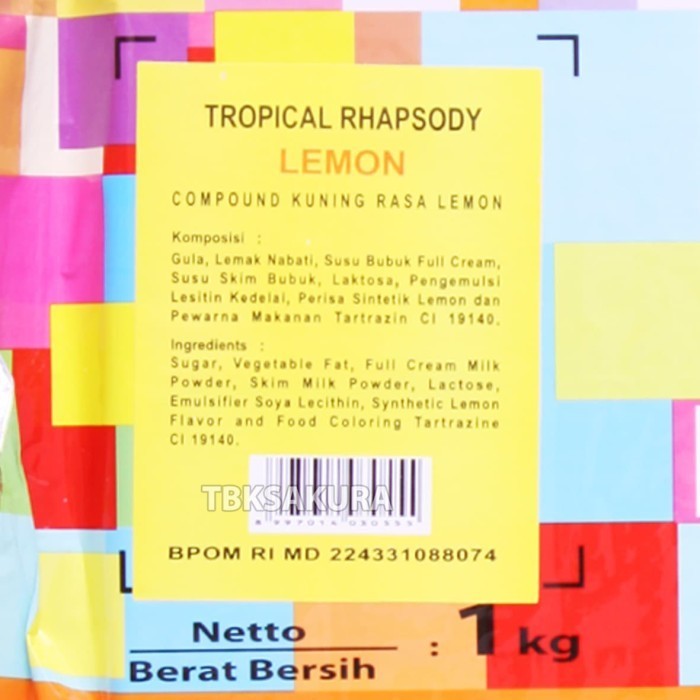 TROPICAL RHAPSODY
LEMON
COMPOUND KUNING RASA LEMON
Komposisi :
Gula, Lemak Nabati, Susu Bubuk Full Cream,
Susu Skim Bubuk, Laktosa, Pengemulsi
Lesitin Kedelai, Perisa Sintetik Lemon dan
Pewarna Makanan Tartrazin CI 19140.
Ingredients :
Sugar, Vegetable Fat, Full Cream Milk
Powder, Skim Milk Powder, Lactose,
Emulsifier Soya Lecithin, Synthetic Lemon
Flavor and Food Coloring Tartrazine
CI 19140.
TBKSAKURA
8 997014 030553
BPOM RI MD 224331088074
Netto
Berat Bersih : 1 kg